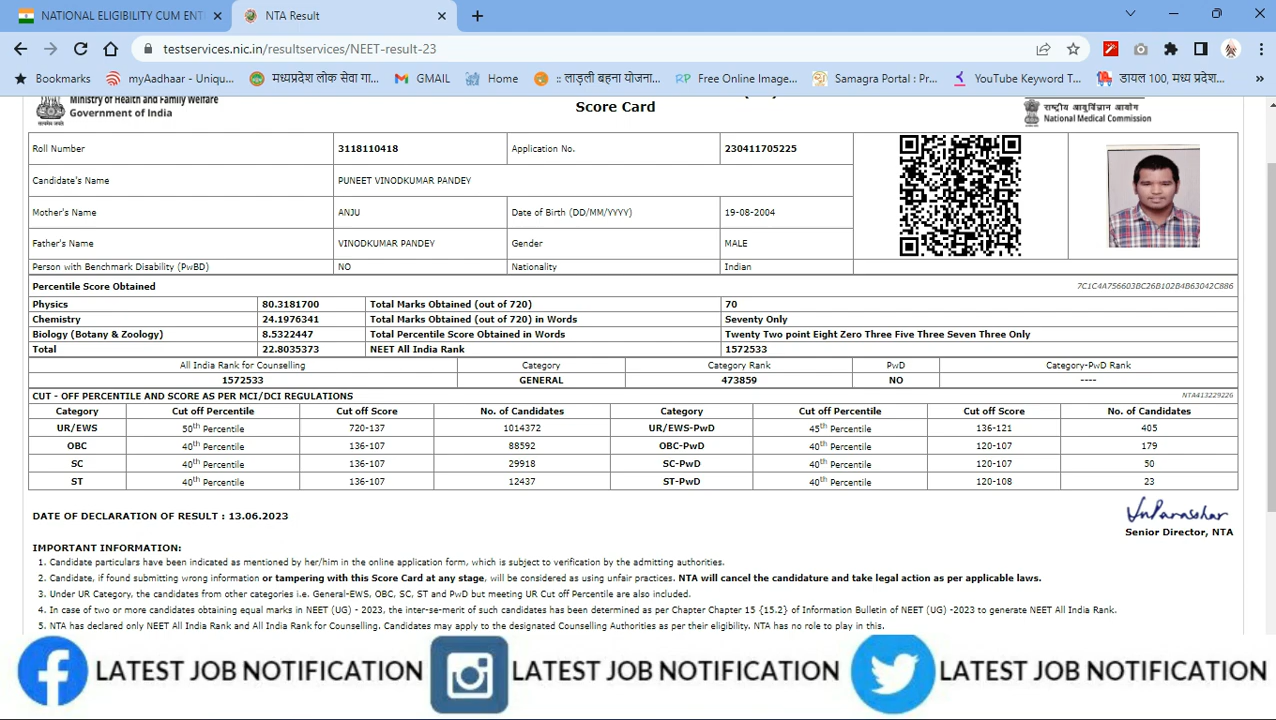 NATIONAL ELIGIBILITY CUM ENT
NTA Result
testservices.nic.in/resultservices/NEET-result-23
Bookmarks
myAadhaar - Uniqu...
मध्यप्रदेश लोक सेवा गा...
GMAIL
Home
:: लाड़ली बहना योजना...
Free Online Image...
Samagra Portal : Pr...
YouTube Keyword T...
डायल 100, मध्य प्रदेश...
»
Ministry of Health and Family Welfare
Government of India
Score Card
राष्ट्रीय आयुर्विज्ञान आयोग
National Medical Commission
Roll Number 3118110418 Application No. 230411705225
Candidate's Name PUNEET VINODKUMAR PANDEY
Mother's Name ANJU Date of Birth (DD/MM/YYYY) 19-08-2004
Father's Name VINODKUMAR PANDEY Gender MALE
Person with Benchmark Disability (PwBD) NO Nationality Indian
Percentile Score Obtained 7C1C4A756603BC26B102B4B63042C886
Physics 80.3181700 Total Marks Obtained (out of 720) 70
Chemistry 24.1976341 Total Marks Obtained (out of 720) in Words Seventy Only
Biology (Botany & Zoology) 8.5322447 Total Percentile Score Obtained in Words Twenty Two point Eight Zero Three Five Three Seven Three Only
Total 22.8035373 NEET All India Rank 1572533
All India Rank for Counselling Category Category Rank PwD Category-PwD Rank
1572533 GENERAL 473859 NO ----
CUT - OFF PERCENTILE AND SCORE AS PER MCI/DCI REGULATIONS NTA413229226
Category Cut off Percentile Cut off Score No. of Candidates Category Cut off Percentile Cut off Score No. of Candidates
UR/EWS 50th Percentile 720-137 1014372 UR/EWS-PwD 45th Percentile 136-121 405
OBC 40th Percentile 136-107 88592 OBC-PwD 40th Percentile 120-107 179
SC 40th Percentile 136-107 29918 SC-PwD 40th Percentile 120-107 50
ST 40th Percentile 136-107 12437 ST-PwD 40th Percentile 120-108 23
DATE OF DECLARATION OF RESULT : 13.06.2023
Senior Director, NTA
IMPORTANT INFORMATION:
1. Candidate particulars have been indicated as mentioned by her/him in the online application form, which is subject to verification by the admitting authorities.
2. Candidate, if found submitting wrong information or tampering with this Score Card at any stage, will be considered as using unfair practices. NTA will cancel the candidature and take legal action as per applicable laws.
3. Under UR Category, the candidates from other categories i.e. General-EWS, OBC, SC, ST and PwD but meeting UR Cut off Percentile are also included.
4. In case of two or more candidates obtaining equal marks in NEET (UG) - 2023, the inter-se-merit of such candidates has been determined as per Chapter Chapter 15 {15.2} of Information Bulletin of NEET (UG) -2023 to generate NEET All India Rank.
5. NTA has declared only NEET All India Rank and All India Rank for Counselling. Candidates may apply to the designated Counselling Authorities as per their eligibility. NTA has no role to play in this.
LATEST JOB NOTIFICATION LATEST JOB NOTIFICATION LATEST JOB NOTIFICATION